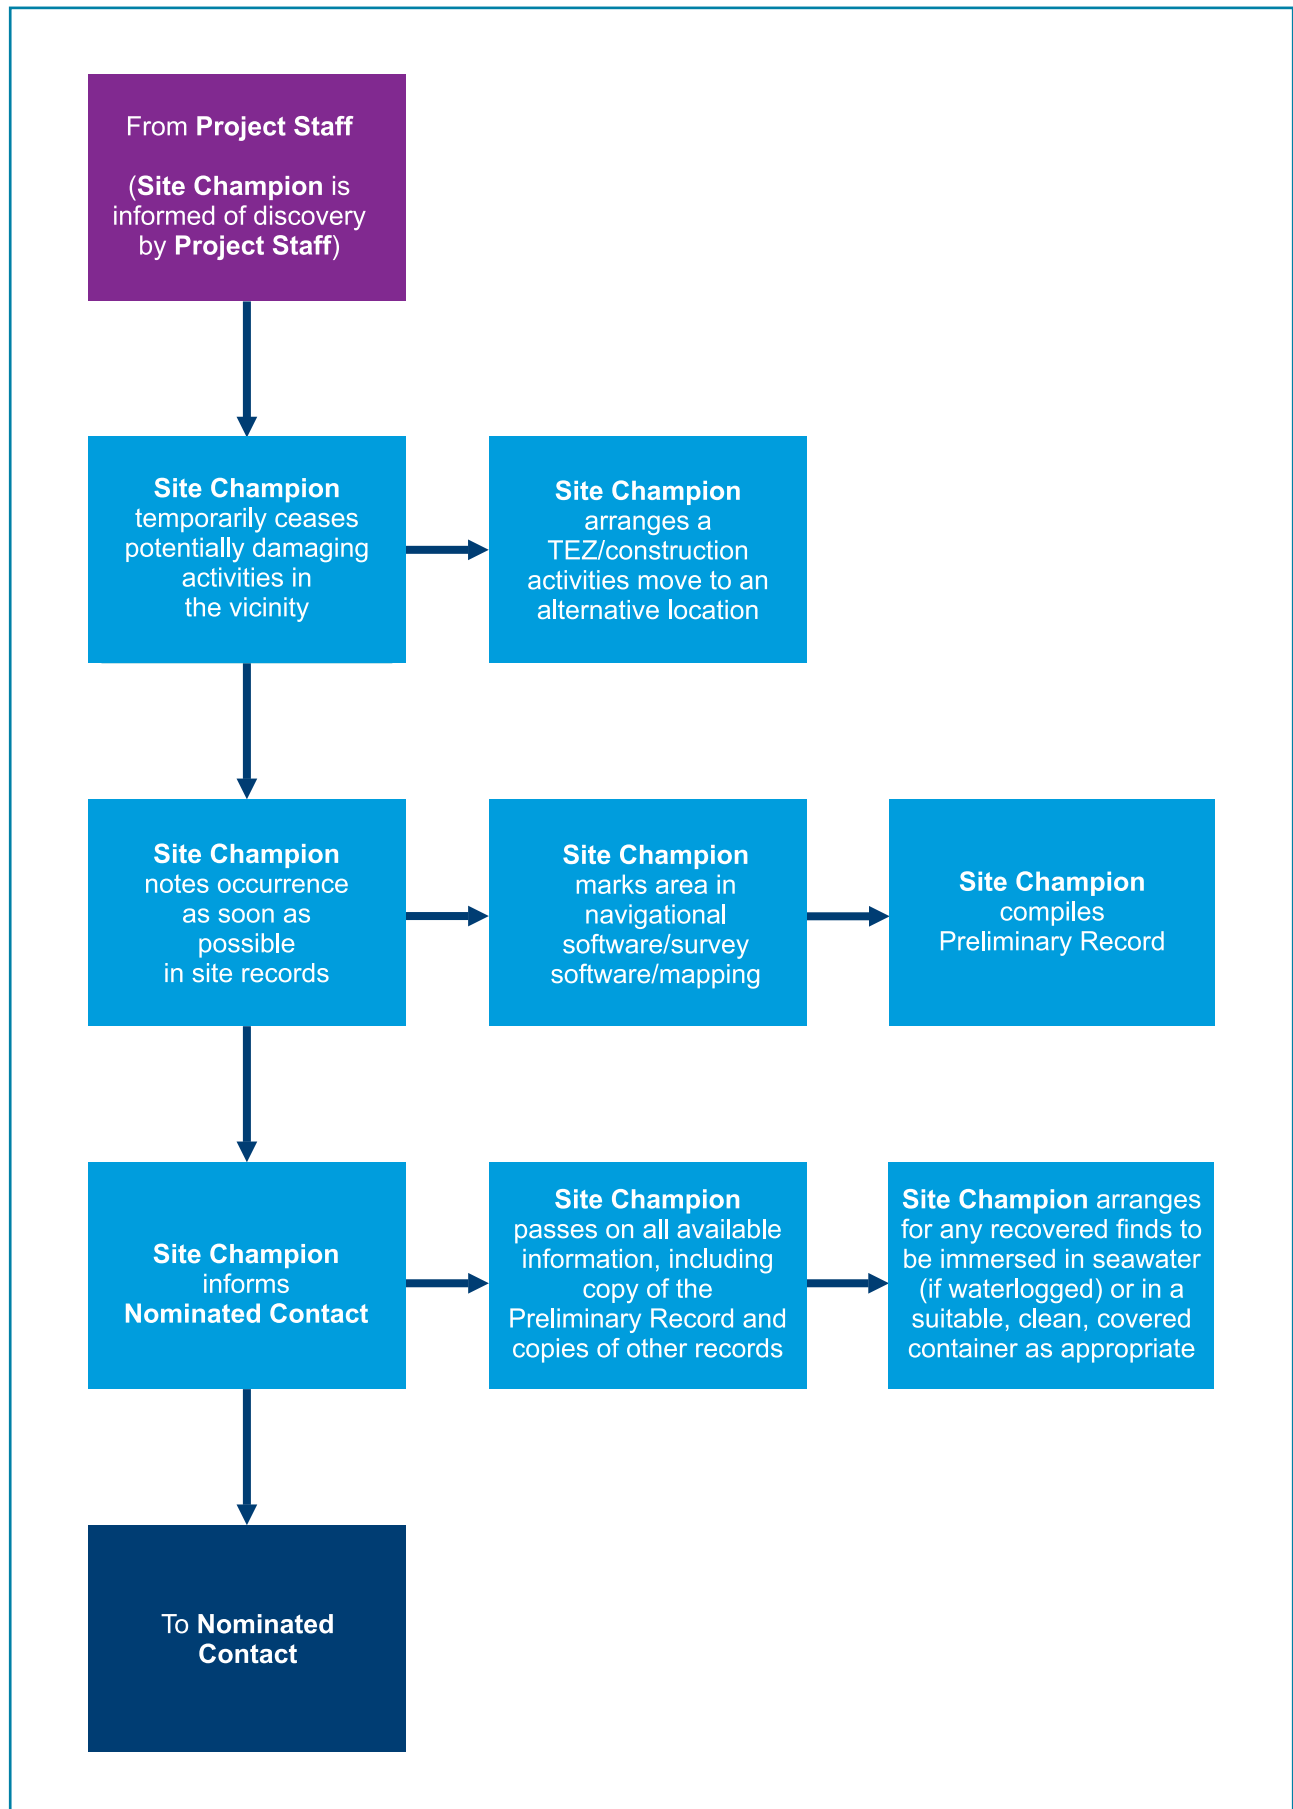 From Project Staff
(Site Champion is
informed of discovery
by Project Staff)
Site Champion
temporarily ceases
potentially damaging
activities in
the vicinity
Site Champion
arranges a
TEZ/construction
activities move to an
alternative location
Site Champion
notes occurrence
as soon as
possible
in site records
Site Champion
marks area in
navigational
software/survey
software/mapping
Site Champion
compiles
Preliminary Record
Site Champion
informs
Nominated Contact
Site Champion
passes on all available
information, including
copy of the
Preliminary Record and
copies of other records
Site Champion arranges
for any recovered finds to
be immersed in seawater
(if waterlogged) or in a
suitable, clean, covered
container as appropriate
To Nominated
Contact